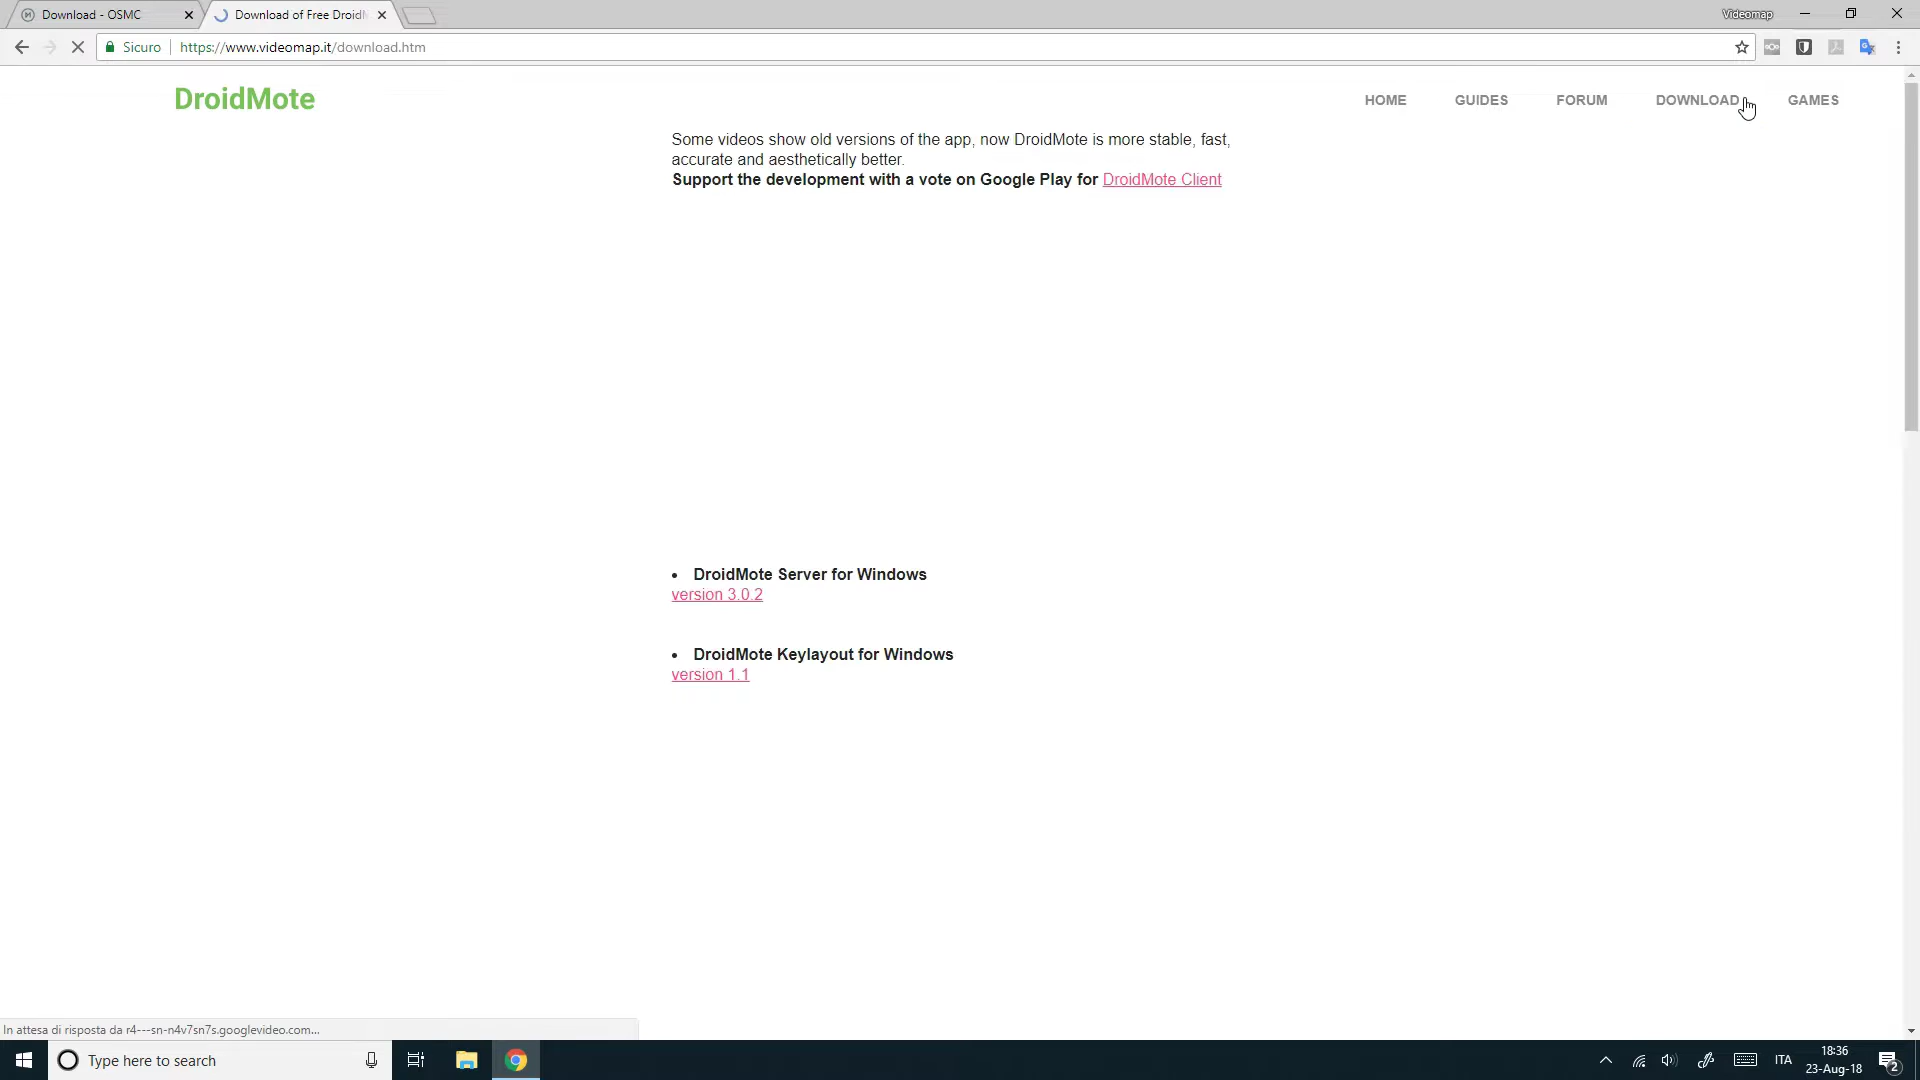 Download - OSMC
Download of Free Droid
Videomap
Sicuro
https://www.videomap.it/download.htm
DroidMote
HOME
GUIDES
FORUM
DOWNLOAD
GAMES
Some videos show old versions of the app, now DroidMote is more stable, fast,
accurate and aesthetically better.
Support the development with a vote on Google Play for DroidMote Client
• DroidMote Server for Windows
version 3.0.2
• DroidMote Keylayout for Windows
version 1.1
In attesa di risposta da r4---sn-n4v7sn7s.googlevideo.com...
Type here to search
ITA
18:36
23-Aug-18
2